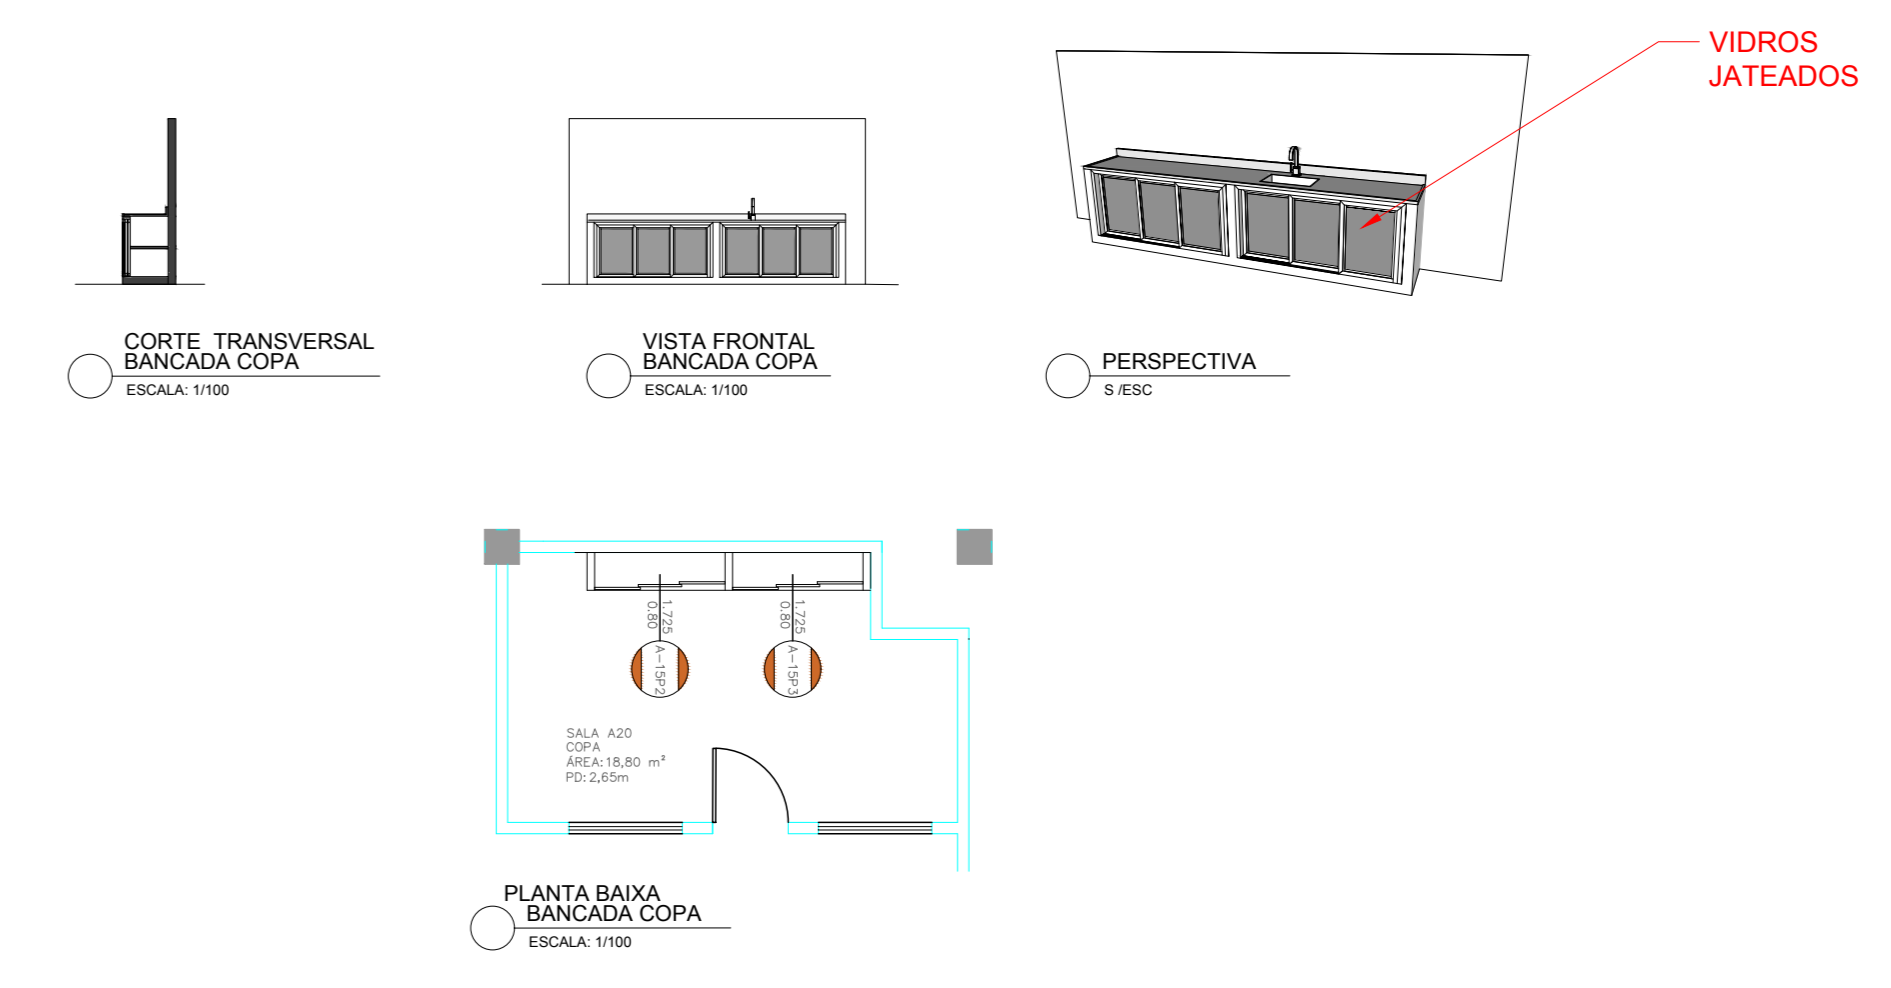 VIDROS
JATEADOS
CORTE TRANSVERSAL
BANCADA COPA
ESCALA: 1/100
VISTA FRONTAL
BANCADA COPA
ESCALA: 1/100
PERSPECTIVA
S /ESC
1.725
0.80
A-15P2
1.725
0.80
A-15P3
SALA A20
COPA
ÁREA: 18,80 m²
PD: 2,65m
PLANTA BAIXA
BANCADA COPA
ESCALA: 1/100